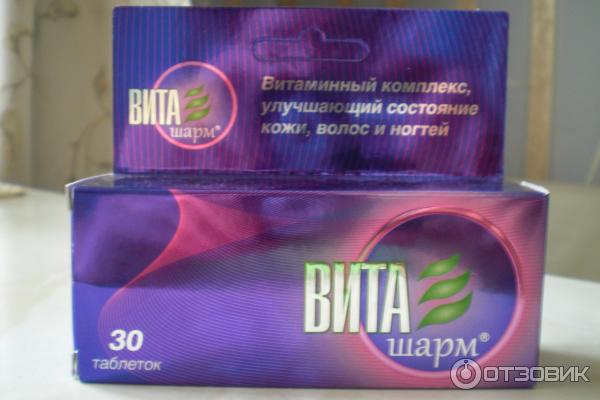 ВИТА
шарм®
Витаминный комплекс,
улучшающий состояние
кожи, волос и ногтей
ВИТА
шарм®
30
таблеток
ОТЗОВИК